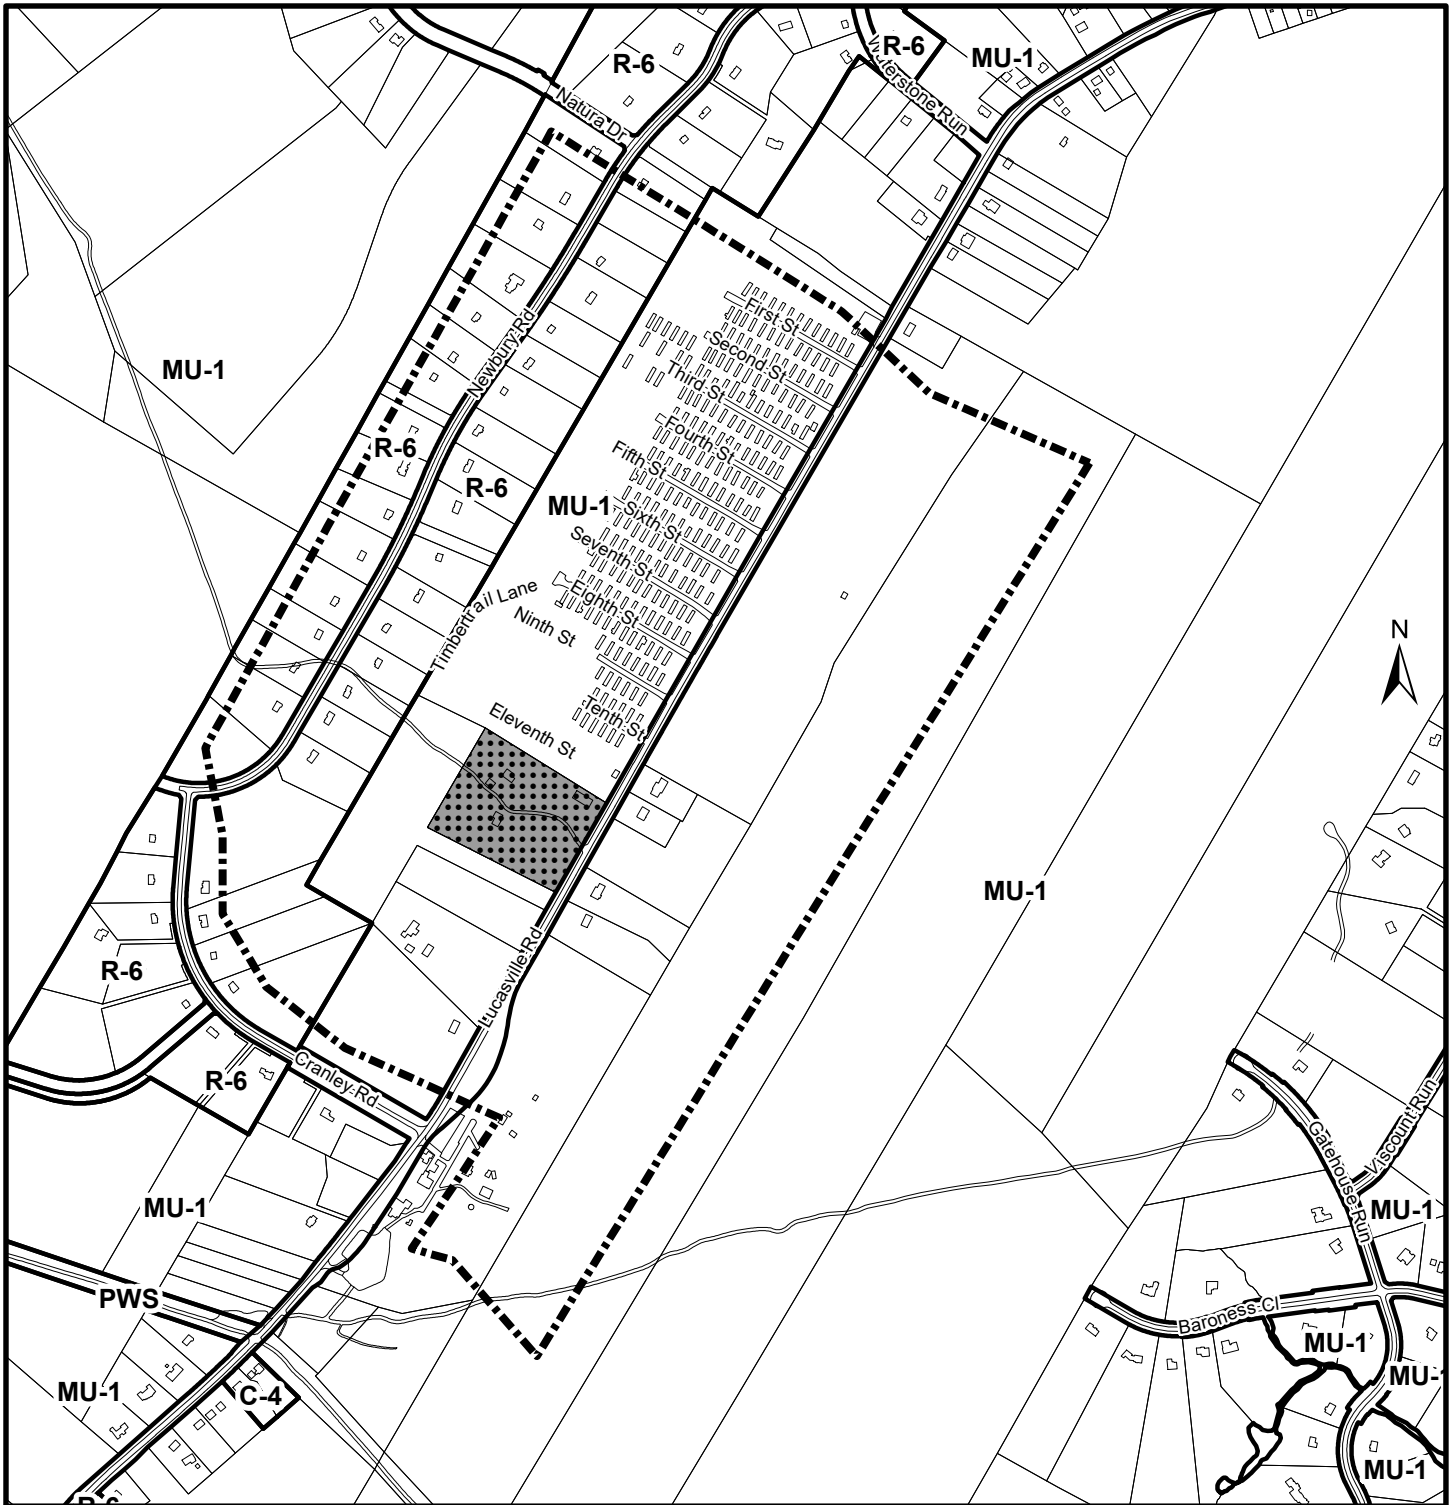 R-6
MU-1
R-6
Waterstone Run
Natura Dr
First St
Second St
Third St
Fourth St
Fifth St
Sixth St
Seventh St
Eighth St
Ninth St
Tenth St
Eleventh St
Newbury Rd
MU-1
R-6
R-6
MU-1
Timbertrail Lane
N
MU-1
Lucasville Rd
R-6
Cranley Rd
R-6
Gatehouse Run
Viscount Run
MU-1
MU-1
PWS
Baroness Cl
MU-1
MU-1
C-4
MU-
MU-1
R-6